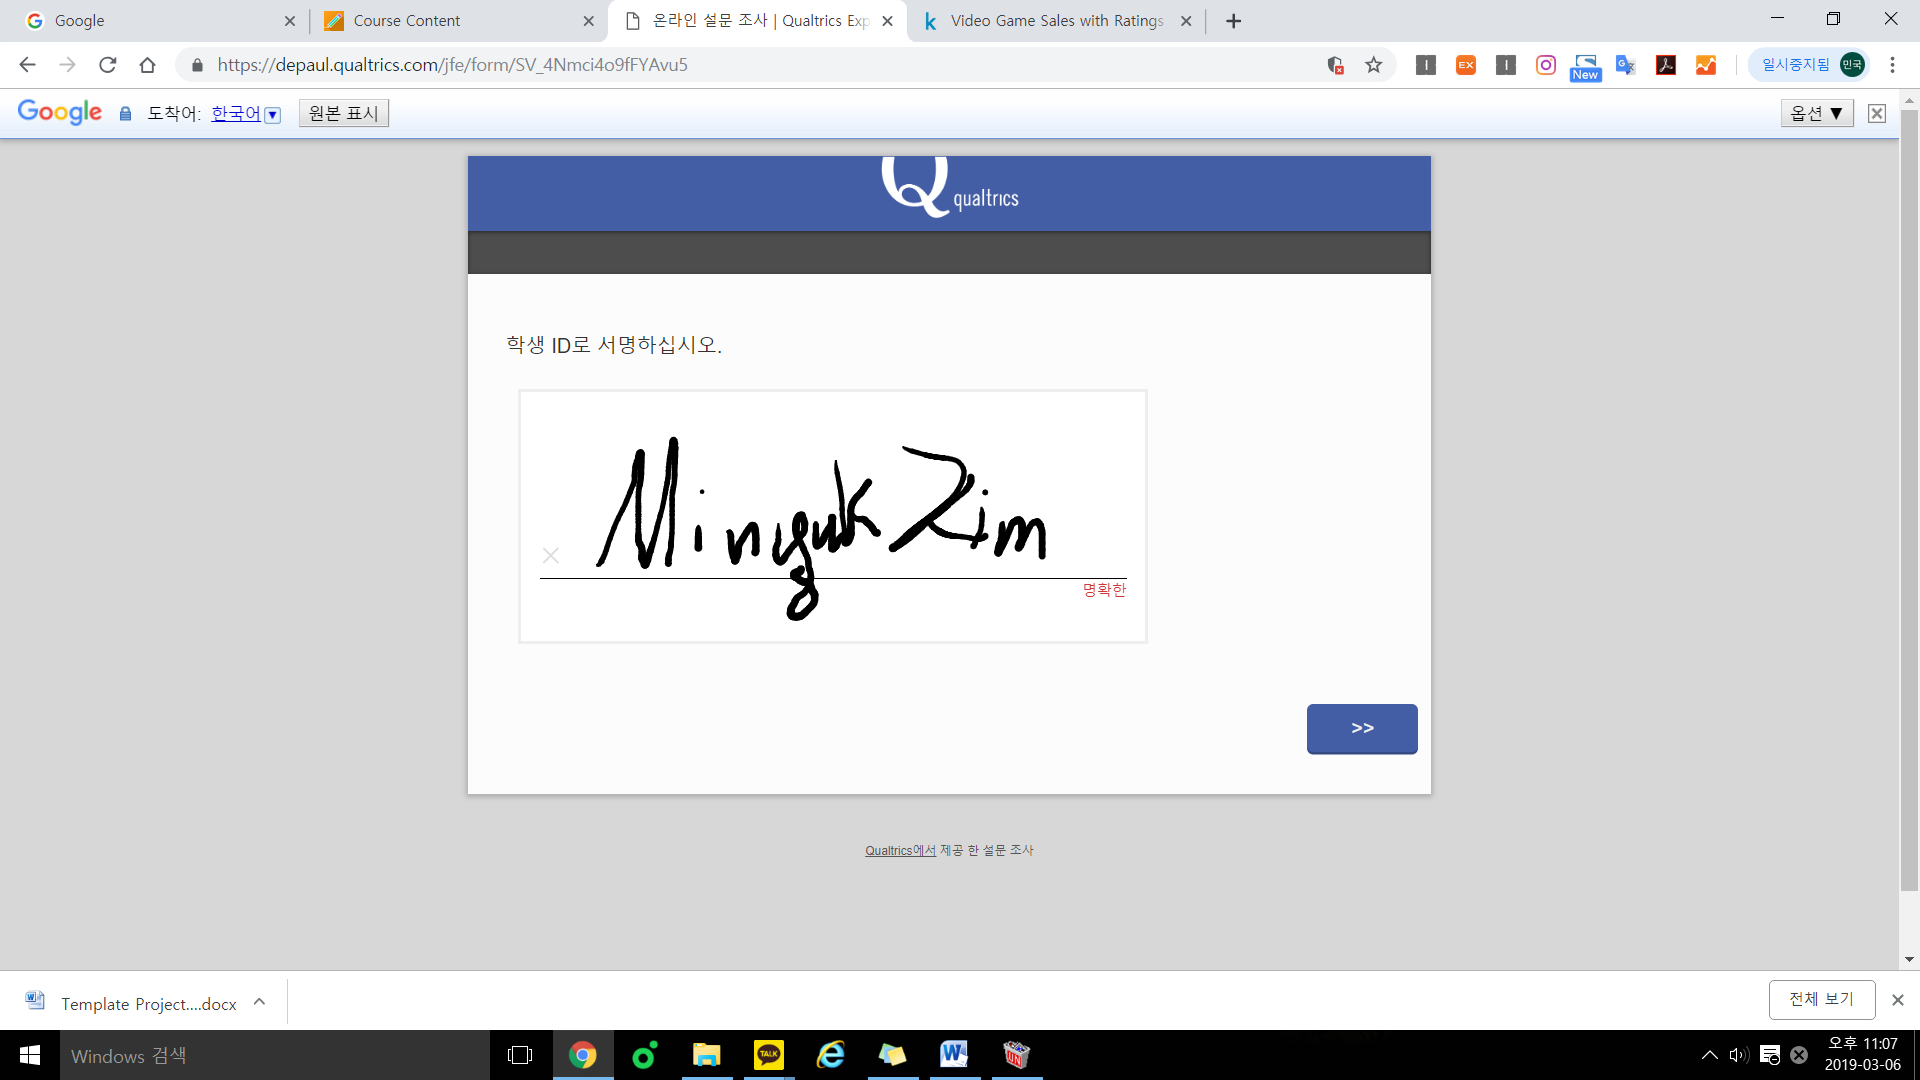 Google
Course Content
온라인 설문 조사 | Qualtrics Exp
Video Game Sales with Ratings
https://depaul.qualtrics.com/jfe/form/SV_4Nmci4o9fFYAvu5
EX
New
일시중지됨
민국
Google 도착어: 한국어 원본 표시
옵션 ▼
Q qualtrics
학생 ID로 서명하십시오.
Minguk Zim
명확한
>>
Qualtrics에서 제공 한 설문 조사
Template Project....docx
전체 보기
Windows 검색
TALK
오후 11:07
2019-03-06